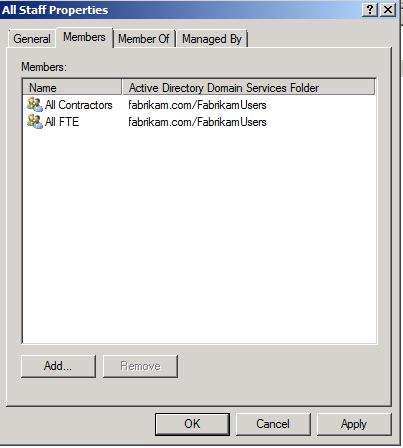 All Staff Properties
General Members Member Of Managed By
Members:
Name Active Directory Domain Services Folder
All Contractors fabrikam.com/FabrikamUsers
All FTE fabrikam.com/FabrikamUsers
Add... Remove
OK Cancel Apply